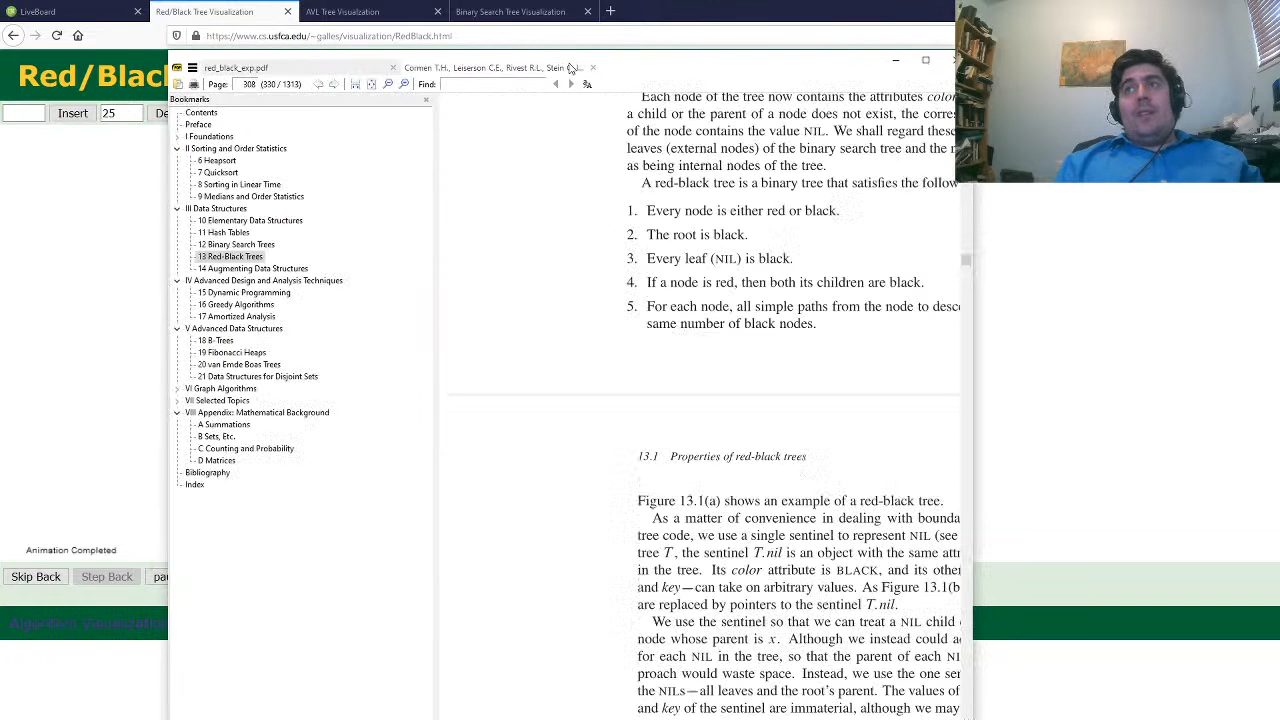 LiveBoard
Red/Black Tree Visualization
AVL Tree Visualzation
Binary Search Tree Visualization
https://www.cs.usfca.edu/~galles/visualization/RedBlack.html
Red/Black
Insert
25
De
red_black_exp.pdf
Cormen T.H., Leiserson C.E., Rivest R.L., Stein
Page: 308 (330 / 1313)
Find:
Bookmarks
Contents
Preface
I Foundations
II Sorting and Order Statistics
6 Heapsort
7 Quicksort
8 Sorting in Linear Time
9 Medians and Order Statistics
III Data Structures
10 Elementary Data Structures
11 Hash Tables
12 Binary Search Trees
13 Red-Black Trees
14 Augmenting Data Structures
IV Advanced Design and Analysis Techniques
15 Dynamic Programming
16 Greedy Algorithms
17 Amortized Analysis
V Advanced Data Structures
18 B-Trees
19 Fibonacci Heaps
20 van Emde Boas Trees
21 Data Structures for Disjoint Sets
VI Graph Algorithms
VII Selected Topics
VIII Appendix: Mathematical Background
A Summations
B Sets, Etc.
C Counting and Probability
D Matrices
Bibliography
Index
Each node of the tree now contains the attributes color
a child or the parent of a node does not exist, the corres
of the node contains the value NIL. We shall regard these
leaves (external nodes) of the binary search tree and the
as being internal nodes of the tree.
A red-black tree is a binary tree that satisfies the follow
1. Every node is either red or black.
2. The root is black.
3. Every leaf (NIL) is black.
4. If a node is red, then both its children are black.
5. For each node, all simple paths from the node to desc
same number of black nodes.
13.1 Properties of red-black trees
Figure 13.1(a) shows an example of a red-black tree.
As a matter of convenience in dealing with bounda
tree code, we use a single sentinel to represent NIL (see
tree T, the sentinel T.nil is an object with the same attr
in the tree. Its color attribute is BLACK, and its other
and key—can take on arbitrary values. As Figure 13.1(b
are replaced by pointers to the sentinel T.nil.
We use the sentinel so that we can treat a NIL child
node whose parent is x. Although we instead could a
for each NIL in the tree, so that the parent of each NI
proach would waste space. Instead, we use the one sen
the NILs—all leaves and the root's parent. The values of
and key of the sentinel are immaterial, although we may
Animation Completed
Skip Back
Step Back
pau
Algorithm Visualization